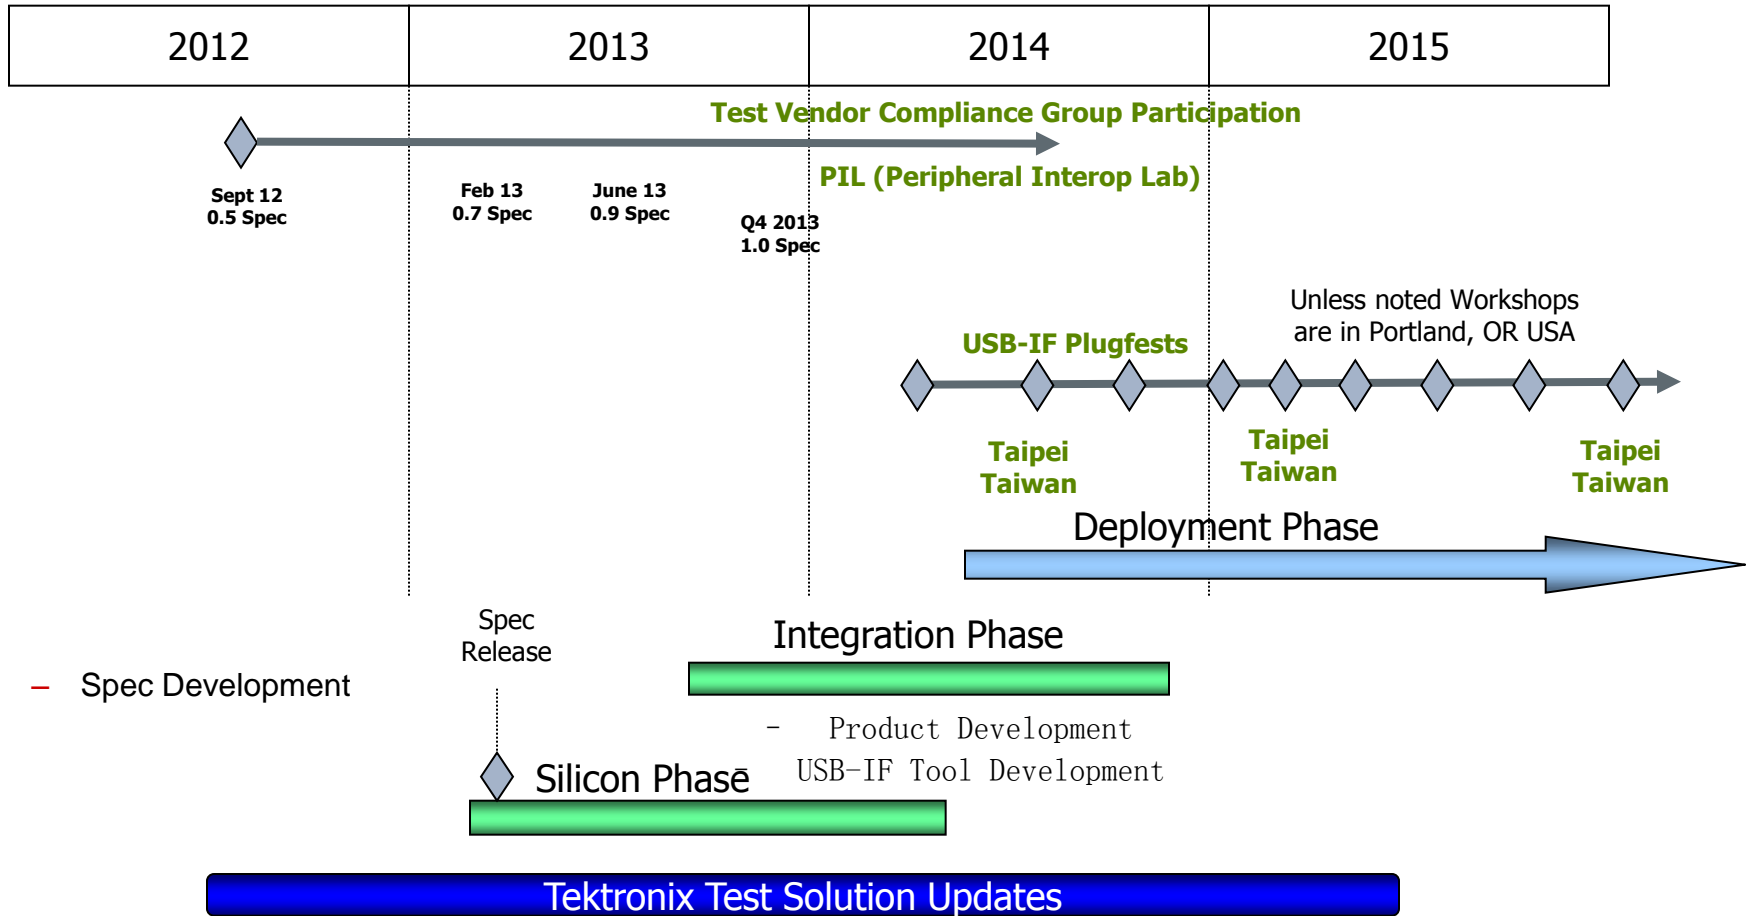 2012
2013
2014
2015
Test Vendor Compliance Group Participation
PIL (Peripheral Interop Lab)
Sept 12
0.5 Spec
Feb 13
0.7 Spec
June 13
0.9 Spec
Q4 2013
1.0 Spec
Unless noted Workshops
are in Portland, OR USA
USB-IF Plugfests
Taipei
Taiwan
Taipei
Taiwan
Taipei
Taiwan
Deployment Phase
Spec
Release
Integration Phase
– Spec Development
– Product Development
– USB-IF Tool Development
Silicon Phase
Tektronix Test Solution Updates